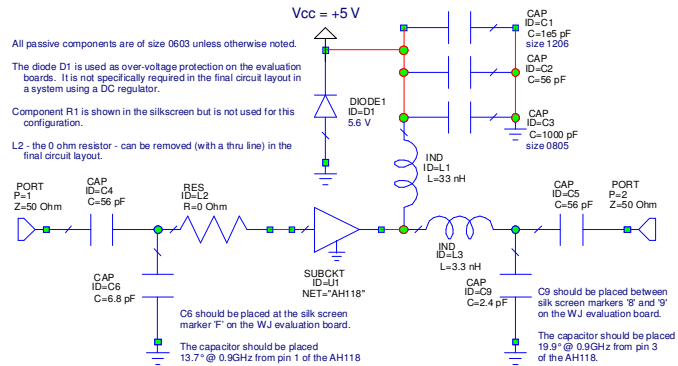 Vcc = +5 V
CAP
ID=C1
C=1e5 pF
size 1206
All passive components are of size 0603 unless otherwise noted.
The diode D1 is used as over-voltage protection on the evaluation
boards. It is not specifically required in the final circuit layout in
a system using a DC regulator.
Component R1 is shown in the silkscreen but is not used for this
configuration.
L2 - the 0 ohm resistor - can be removed (with a thru line) in the
final circuit layout.
CAP
ID=C2
C=56 pF
DIODE1
ID=D1
5.6 V
CAP
ID=C3
C=1000 pF
size 0805
IND
ID=L1
L=33 nH
PORT
P=1
Z=50 Ohm
CAP
ID=C4
C=56 pF
RES
ID=L2
R=0 Ohm
CAP
ID=C5
C=56 pF
PORT
P=2
Z=50 Ohm
IND
ID=L3
L=3.3 nH
SUBCKT
ID=U1
NET="AH118"
CAP
ID=C6
C=6.8 pF
CAP
ID=C9
C=2.4 pF
C6 should be placed at the silk screen
marker 'F' on the WJ evaluation board.
The capacitor should be placed
13.7° @ 0.9GHz from pin 1 of the AH118
C9 should be placed between
silk screen markers '8' and '9'
on the WJ evaluation board.
The capacitor should be placed
19.9° @ 0.9GHz from pin 3
of the AH118.